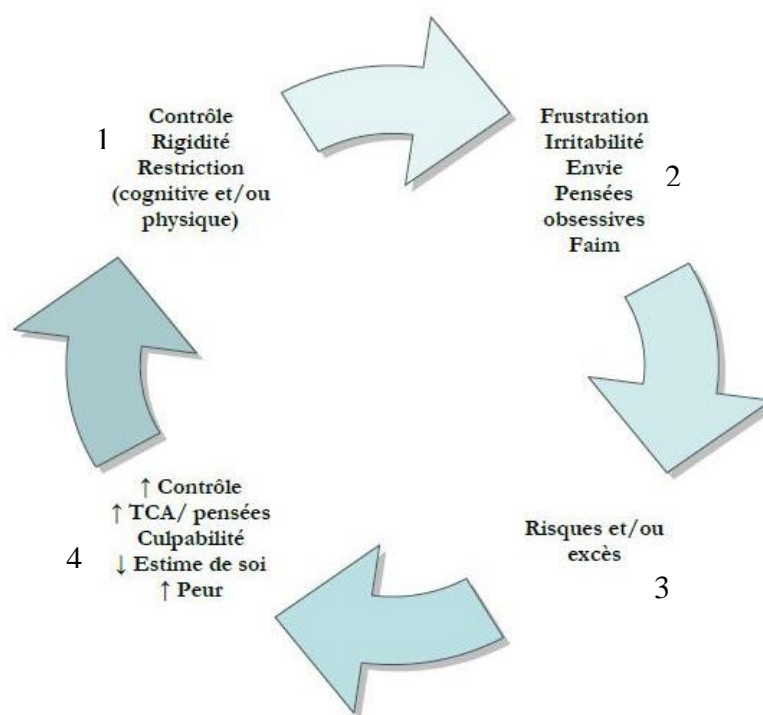 1
Contrôle
Rigidité
Restriction
(cognitive et/ou
physique)
Frustration
Irritabilité
Envie
Pensées
obsessives
Faim
2
Risques et/ou
excès
3
↑ Contrôle
↑ TCA/ pensées
Culpabilité
↓ Estime de soi
↑ Peur
4